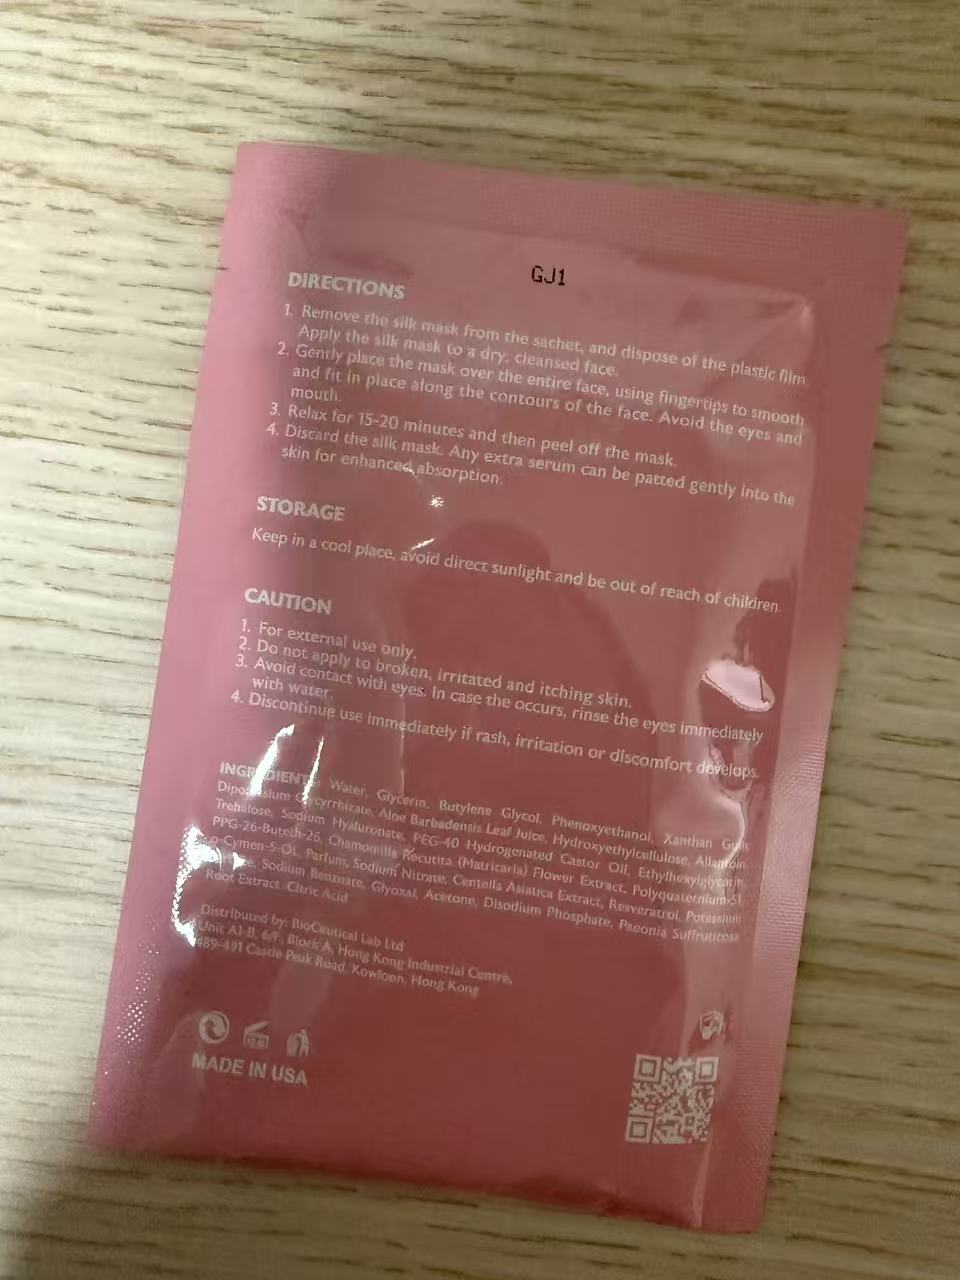 GJ1
DIRECTIONS
1. Remove the silk mask from the sachet, and dispose of the plastic film
Apply the silk mask to a dry, cleansed face.
2. Gently place the mask over the entire face, using fingertips to smooth
and fit in place along the contours of the face. Avoid the eyes and
mouth.
3. Relax for 15-20 minutes and then peel off the mask.
4. Discard the silk mask. Any extra serum can be patted gently into the
skin for enhanced absorption.
STORAGE
Keep in a cool place, avoid direct sunlight and be out of reach of children.
CAUTION
1. For external use only.
2. Do not apply to broken, irritated and itching skin.
3. Avoid contact with eyes. In case the occurs, rinse the eyes immediately
with water.
4. Discontinue use immediately if rash, irritation or discomfort develops.
Water, Glycerin, Butylene Glycol, Phenoxyethanol, Xanthan Gum
Dipotassium Glycyrrhizate, Aloe Barbadensis Leaf Juice, Hydroxyethylcellulose, Allantoin
Trehalose, Sodium Hyaluronate, PEG-40 Hydrogenated Castor Oil, Ethylhexylglycerin,
PPG-26-Buteth-26, Chamomilla Recutita (Matricaria) Flower Extract, Polyquaternium-51,
o-Cymen-5-OL, Parfum, Sodium Nitrate, Centella Asiatica Extract, Resveratrol, Potassium
Sodium Benzoate, Glyoxal, Acetone, Disodium Phosphate, Paeonia Suffruticosa
Root Extract, Citric Acid
Distributed by: BioCeutical Lab Ltd
Unit A1-B, 6/F, Block A, Hong Kong Industrial Centre,
489-491 Castle Peak Road, Kowloon, Hong Kong
MADE IN USA